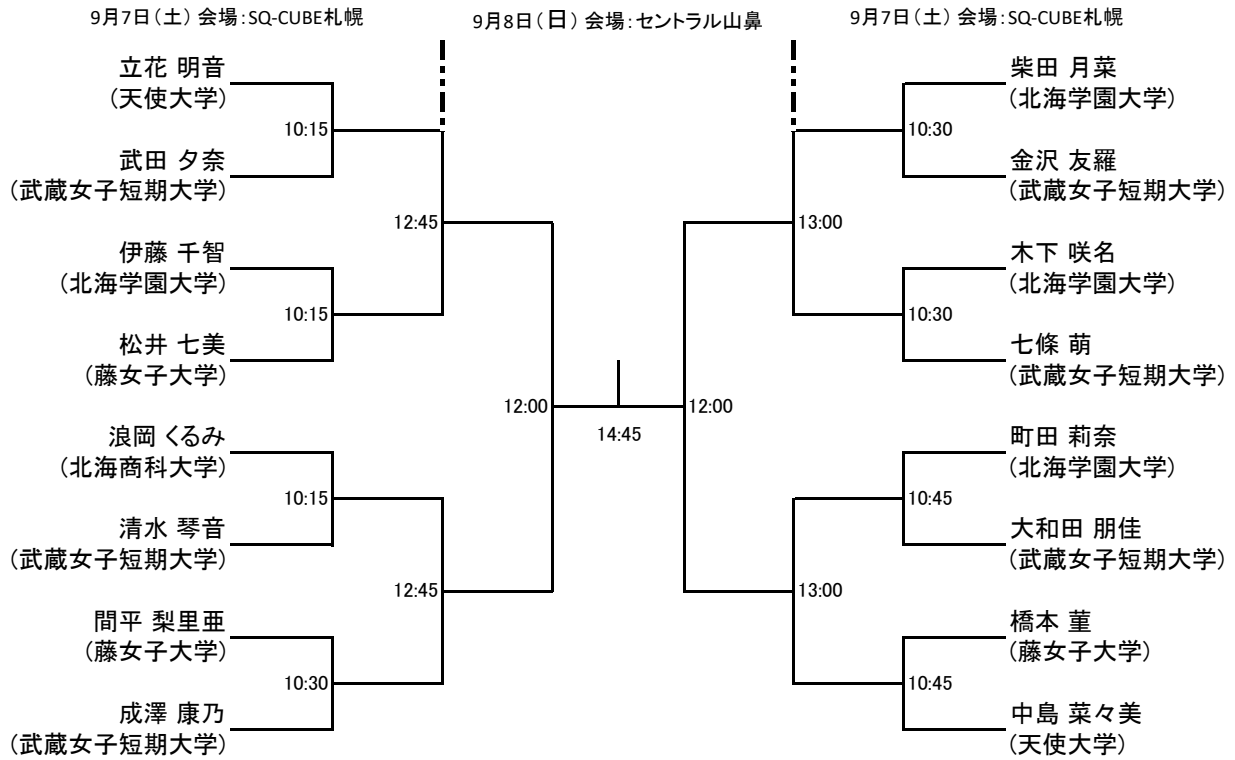 9月7日(土) 会場:SQ-CUBE札幌
9月8日(日) 会場:セントラル山鼻
9月7日(土) 会場:SQ-CUBE札幌
立花 明音
(天使大学)
10:15
武田 夕奈
(武蔵女子短期大学)
12:45
伊藤 千智
(北海学園大学)
10:15
松井 七美
(藤女子大学)
12:00
浪岡 くるみ
(北海商科大学)
10:15
清水 琴音
(武蔵女子短期大学)
12:45
間平 梨里亜
(藤女子大学)
10:30
成澤 康乃
(武蔵女子短期大学)
14:45
柴田 月菜
(北海学園大学)
10:30
金沢 友羅
(武蔵女子短期大学)
13:00
木下 咲名
(北海学園大学)
10:30
七條 萌
(武蔵女子短期大学)
12:00
町田 莉奈
(北海学園大学)
10:45
大和田 朋佳
(武蔵女子短期大学)
13:00
橋本 菫
(藤女子大学)
10:45
中島 菜々美
(天使大学)